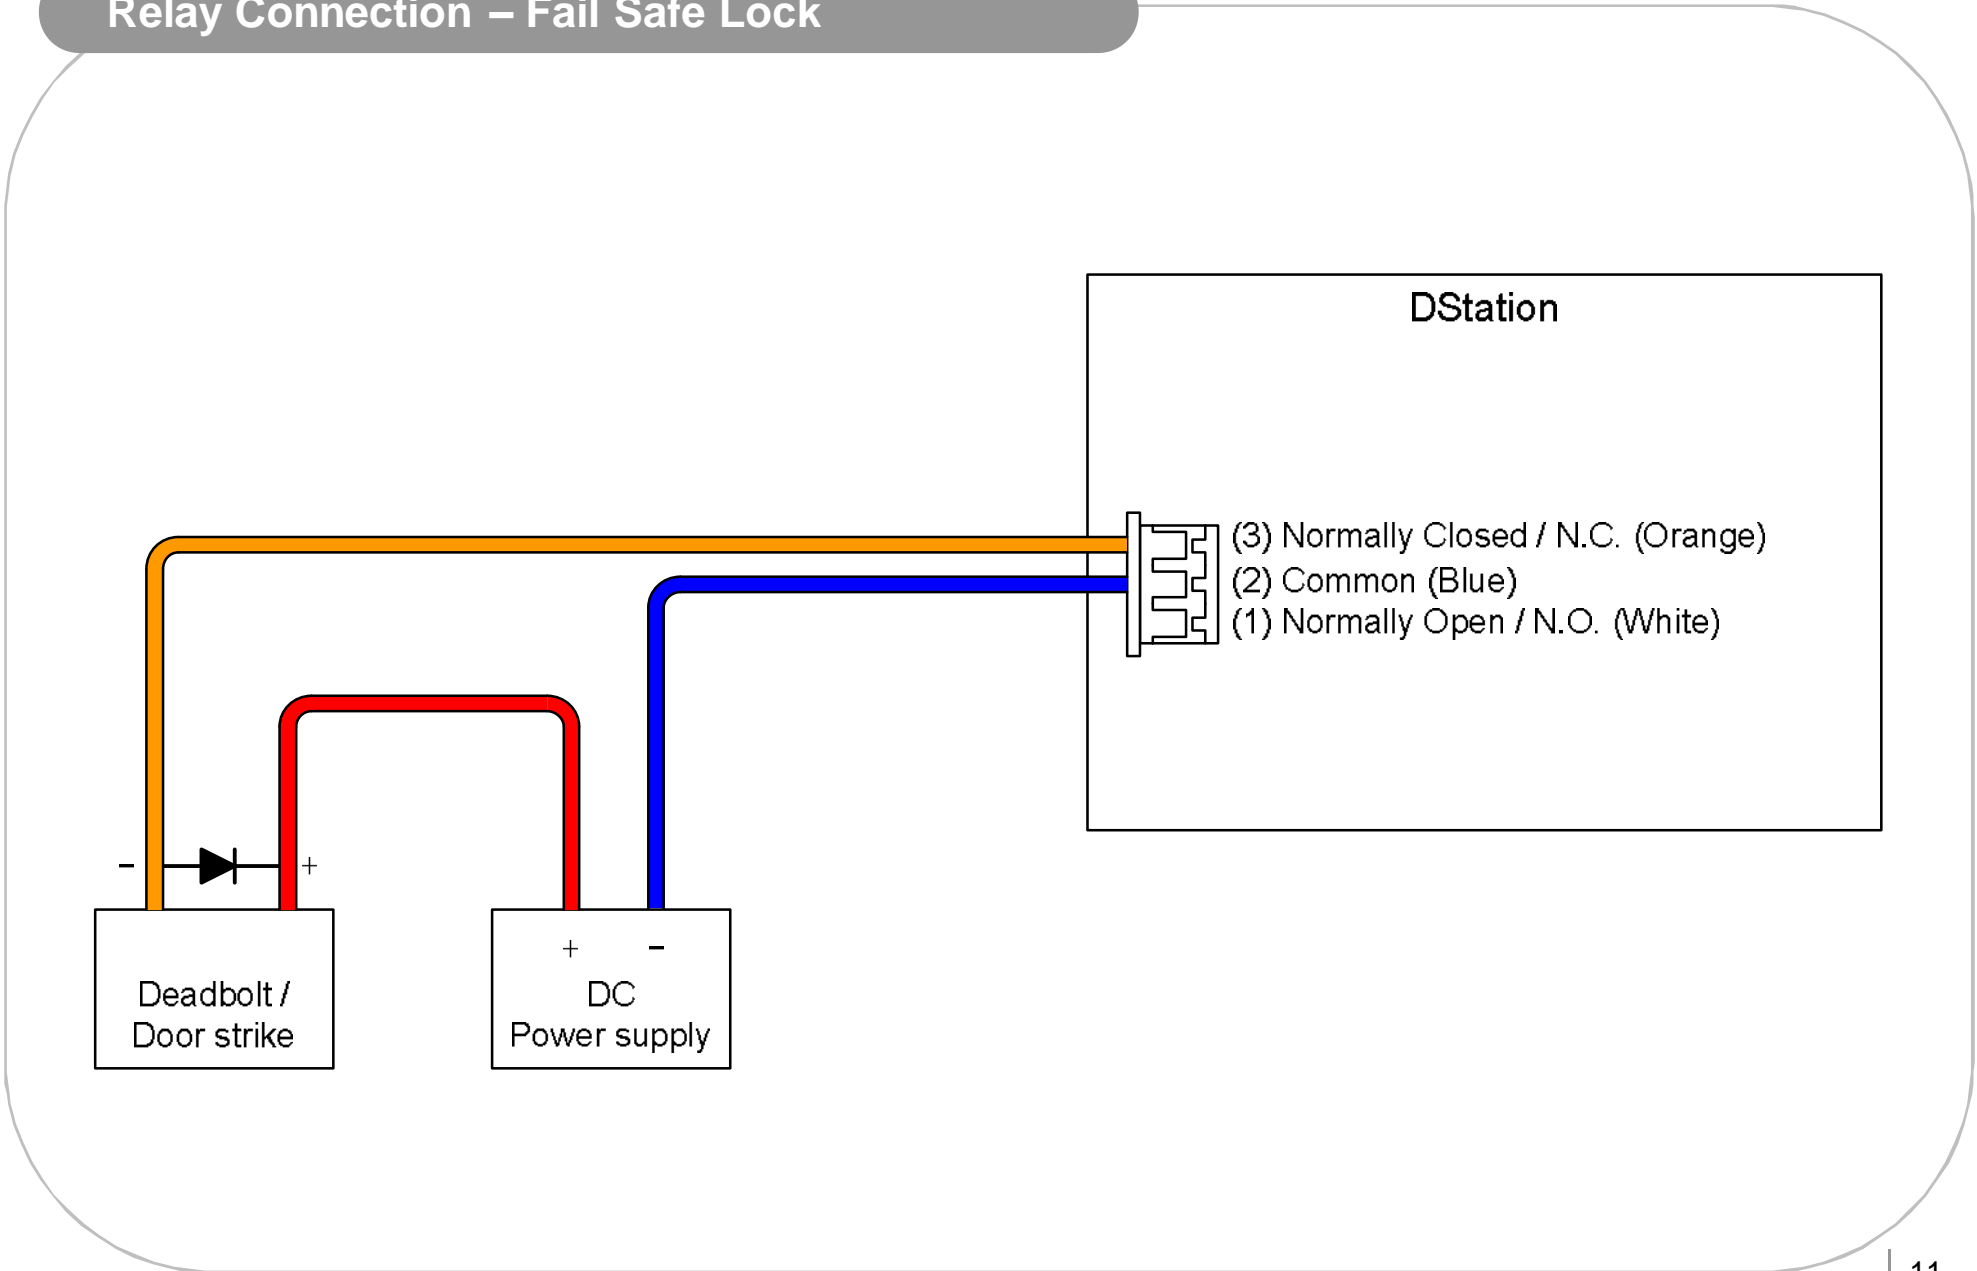 Relay Connection – Fail Safe Lock
DStation
(3) Normally Closed / N.C. (Orange)
(2) Common (Blue)
(1) Normally Open / N.O. (White)
- +
+ -
Deadbolt /
Door strike
DC
Power supply
11